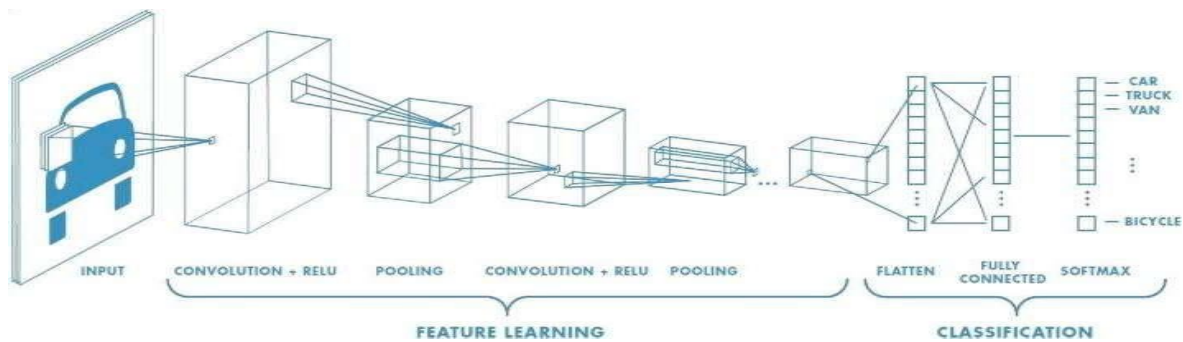 CAR
TRUCK
VAN
BICYCLE
INPUT
CONVOLUTION + RELU
POOLING
CONVOLUTION + RELU
POOLING
FLATTEN
FULLY
CONNECTED
SOFTMAX
FEATURE LEARNING
CLASSIFICATION